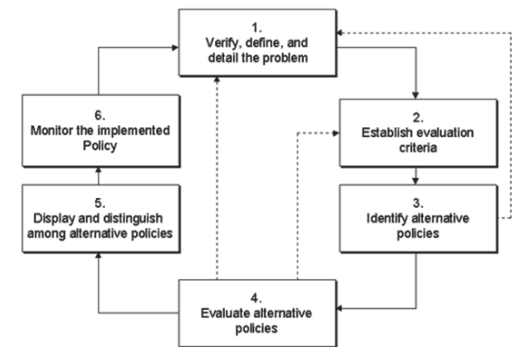 1.
Verify, define, and
detail the problem
2.
Establish evaluation
criteria
3.
Identify alternative
policies
4.
Evaluate alternative
policies
5.
Display and distinguish
among alternative policies
6.
Monitor the implemented
Policy